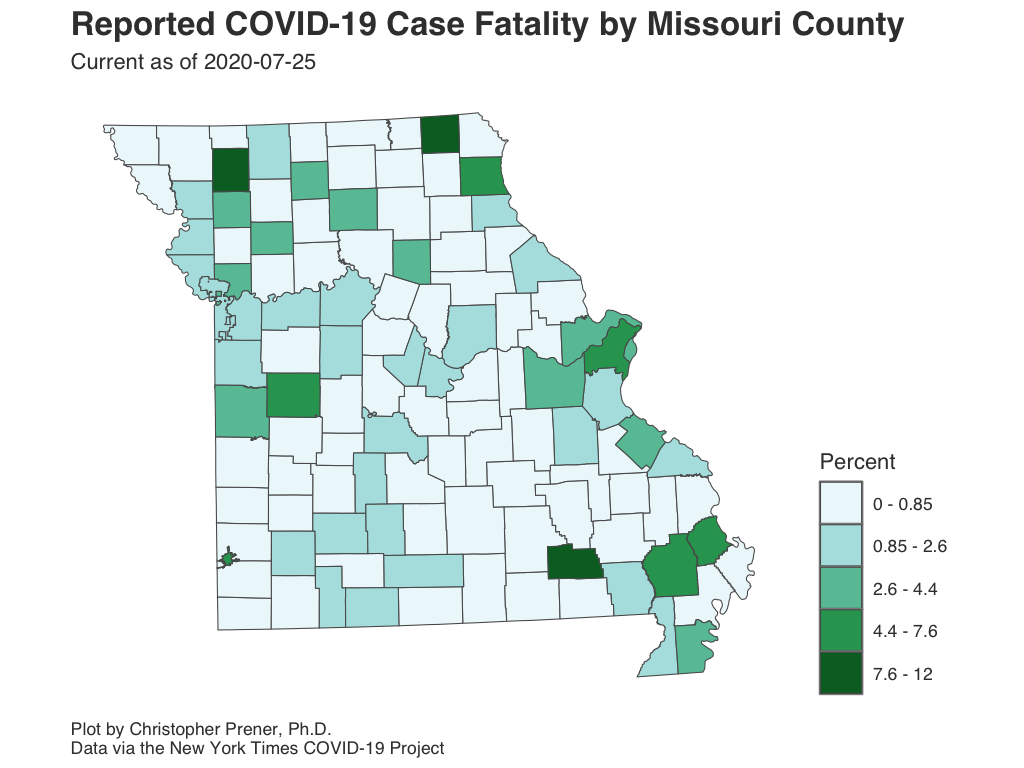 Reported COVID-19 Case Fatality by Missouri County
Current as of 2020-07-25
Percent
0 - 0.85
0.85 - 2.6
2.6 - 4.4
4.4 - 7.6
7.6 - 12
Plot by Christopher Prener, Ph.D.
Data via the New York Times COVID-19 Project